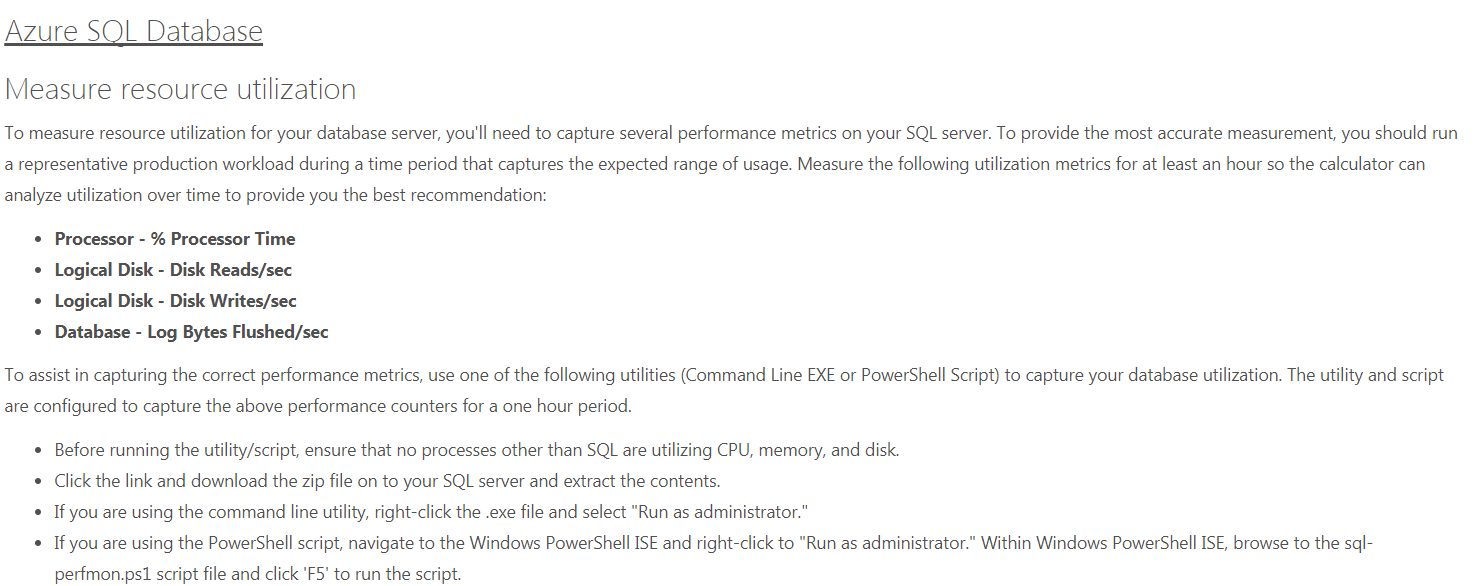 Azure SQL Database
Measure resource utilization
To measure resource utilization for your database server, you'll need to capture several performance metrics on your SQL server. To provide the most accurate measurement, you should run
a representative production workload during a time period that captures the expected range of usage. Measure the following utilization metrics for at least an hour so the calculator can
analyze utilization over time to provide you the best recommendation:
• Processor - % Processor Time
• Logical Disk - Disk Reads/sec
• Logical Disk - Disk Writes/sec
• Database - Log Bytes Flushed/sec
To assist in capturing the correct performance metrics, use one of the following utilities (Command Line EXE or PowerShell Script) to capture your database utilization. The utility and script
are configured to capture the above performance counters for a one hour period.
• Before running the utility/script, ensure that no processes other than SQL are utilizing CPU, memory, and disk.
• Click the link and download the zip file on to your SQL server and extract the contents.
• If you are using the command line utility, right-click the .exe file and select "Run as administrator."
• If you are using the PowerShell script, navigate to the Windows PowerShell ISE and right-click to "Run as administrator." Within Windows PowerShell ISE, browse to the sql-
perfmon.ps1 script file and click 'F5' to run the script.